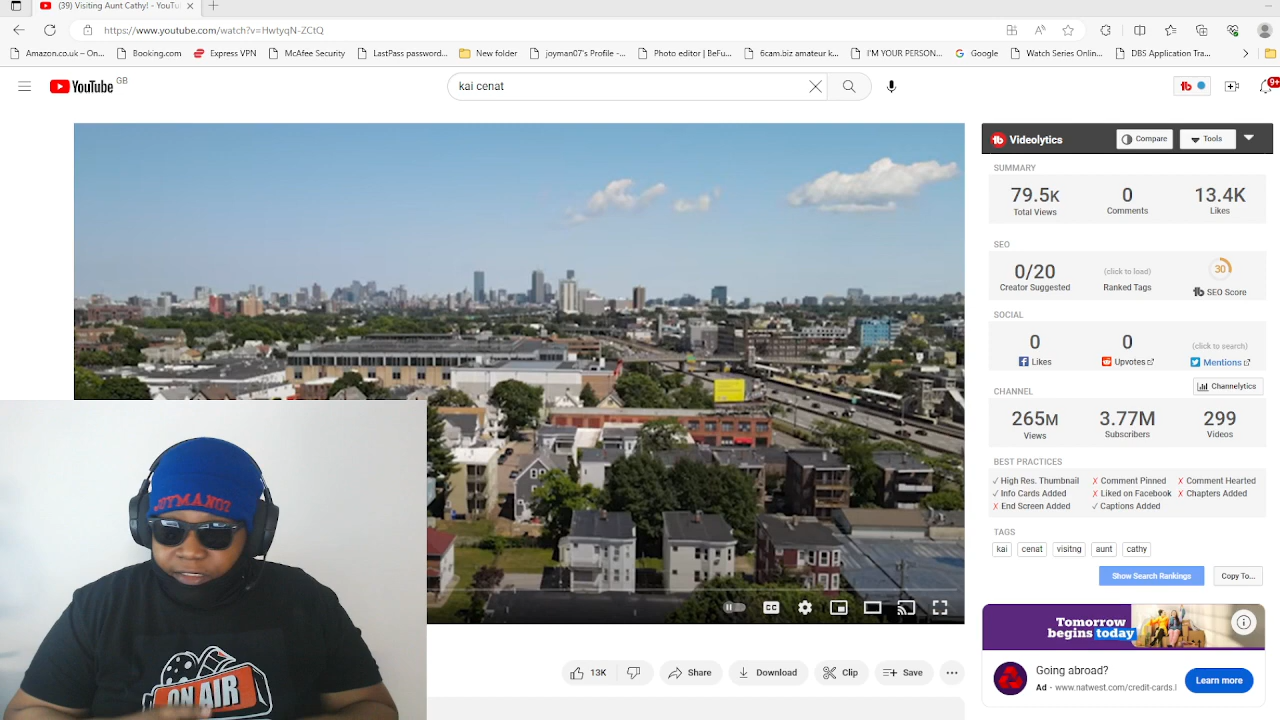 (39) Visiting Aunt Cathy! - YouTu
https://www.youtube.com/watch?v=HwtyqN-ZCtQ
Amazon.co.uk – On...
Booking.com
Express VPN
McAfee Security
LastPass password...
New folder
joyman07's Profile -...
Photo editor | BeFu...
6cam.biz amateur k...
I'M YOUR PERSON...
Google
Watch Series Online...
DBS Application Tra...
YouTube GB
kai cenat
9+
Videolytics
Compare
Tools
SUMMARY
79.5K 0 13.4K
Total Views Comments Likes
SEO
0/20 (click to load) 30
Creator Suggested Ranked Tags SEO Score
SOCIAL
0 0 (click to search)
Likes Upvotes Mentions
CHANNEL Channelytics
265M 3.77M 299
Views Subscribers Videos
BEST PRACTICES
✓ High Res. Thumbnail X Comment Pinned X Comment Hearted
✓ Info Cards Added X Liked on Facebook X Chapters Added
X End Screen Added ✓ Captions Added
TAGS
kai cenat visitng aunt cathy
Show Search Rankings Copy To...
Tomorrow
begins today
Going abroad?
Ad · www.natwest.com/credit-cards.
Learn more
CC
13K
Share
Download
Clip
Save
JOYMANO7
ON AIR